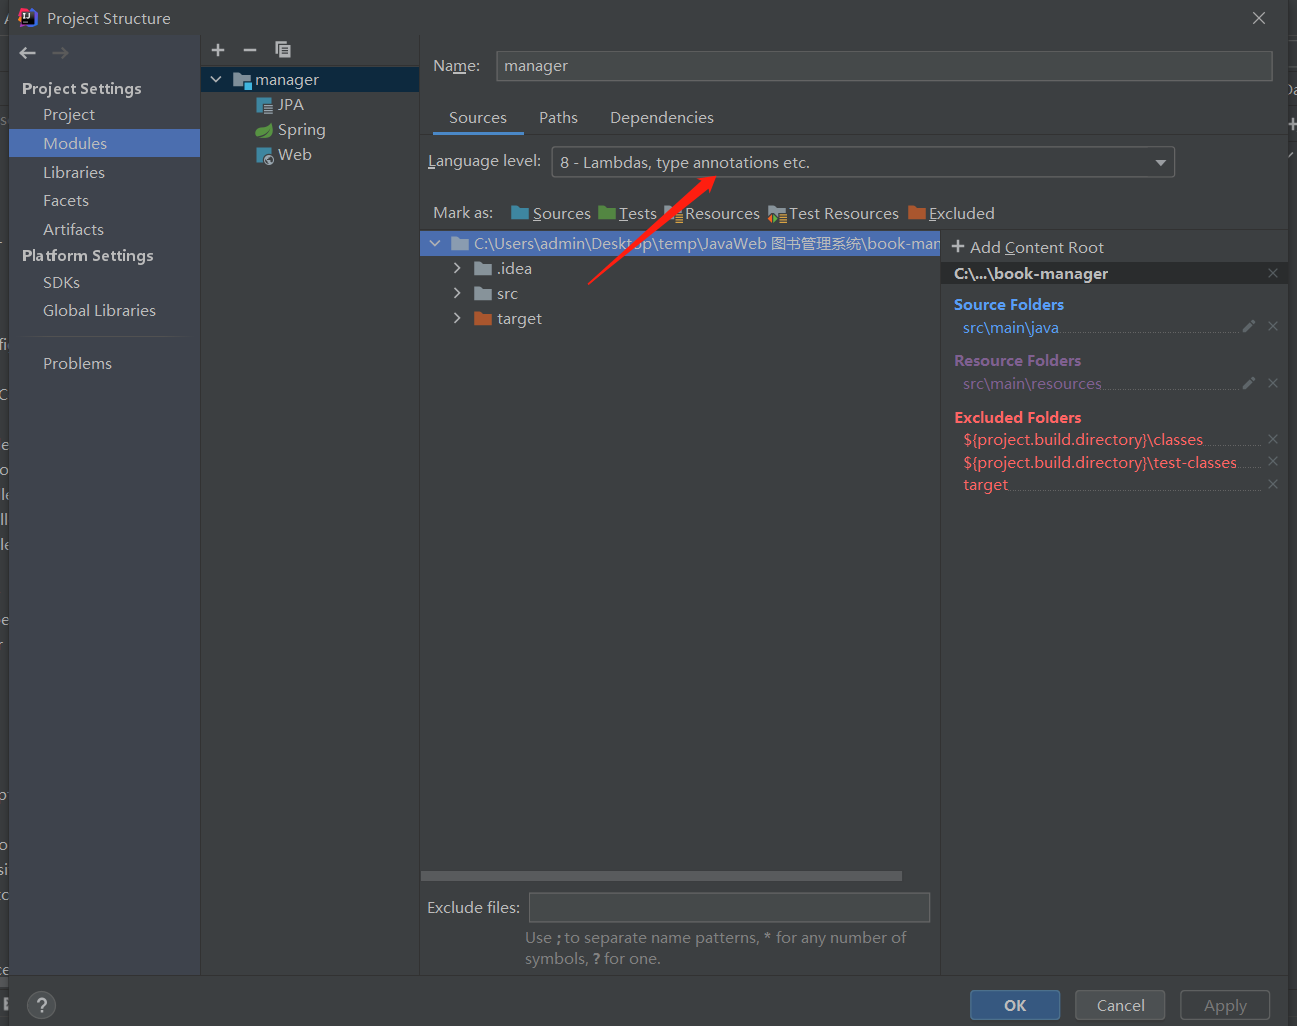 Project Structure
Project Settings
Project
Modules
Libraries
Facets
Artifacts
Platform Settings
SDKs
Global Libraries
Problems
manager
JPA
Spring
Web
Name: manager
Sources Paths Dependencies
Language level: 8 - Lambdas, type annotations etc.
Mark as: Sources Tests Resources Test Resources Excluded
C:\Users\admin\Desktop\temp\JavaWeb 图书管理系统\book-man
.idea
src
target
Add Content Root
C:\...\book-manager
Source Folders
src\main\java
Resource Folders
src\main\resources
Excluded Folders
${project.build.directory}\classes
${project.build.directory}\test-classes
target
Exclude files:
Use ; to separate name patterns, * for any number of
symbols, ? for one.
?
OK Cancel Apply